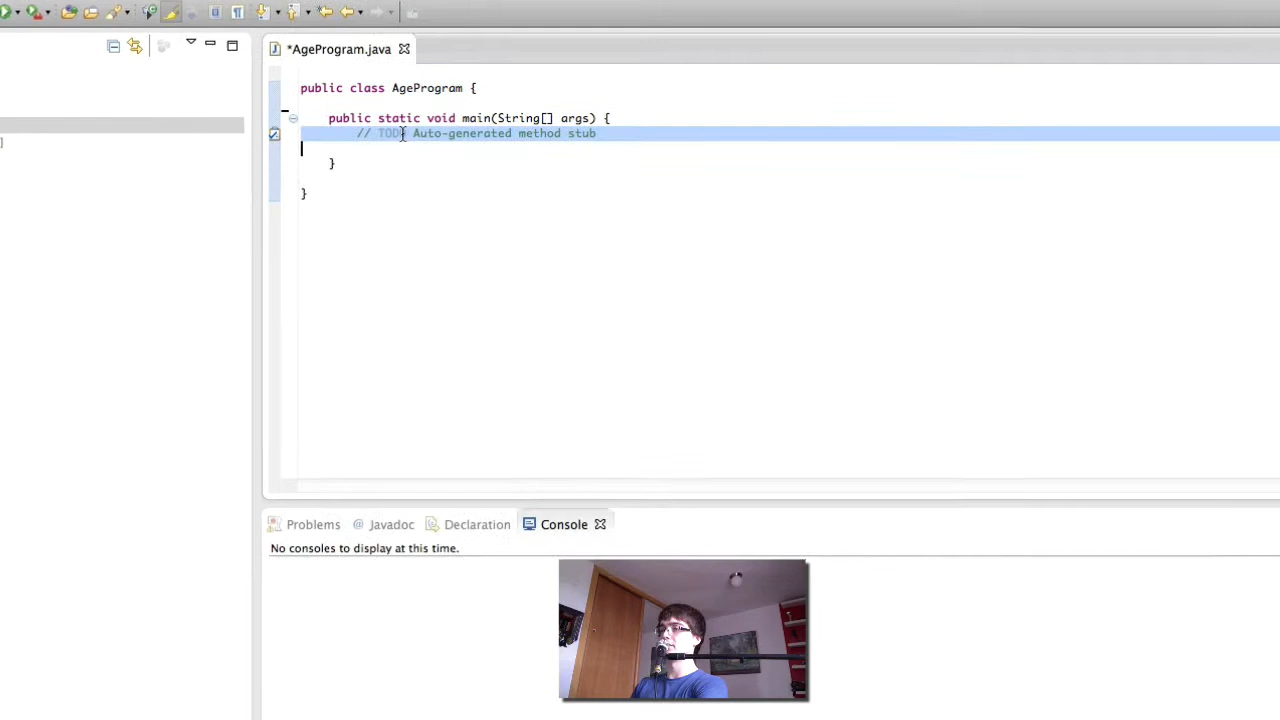 *AgeProgram.java
]
public class AgeProgram {
public static void main(String[] args) {
// TODO Auto-generated method stub
}
}
Problems
@ Javadoc
Declaration
Console
No consoles to display at this time.